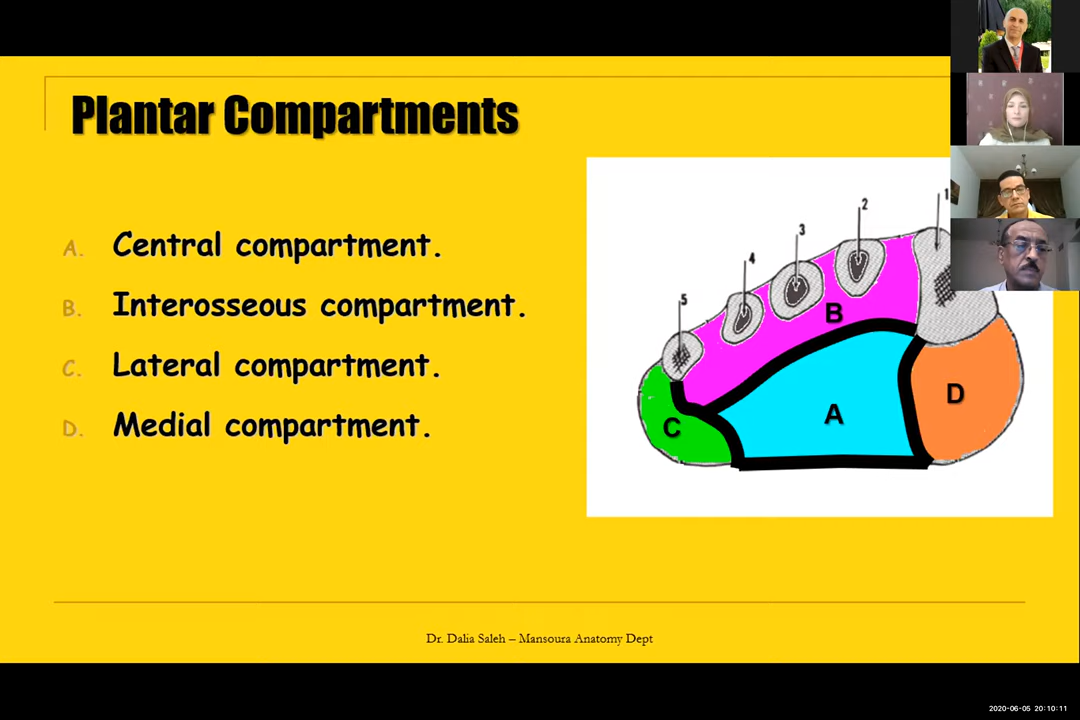 Plantar Compartments
A. Central compartment.
B. Interosseous compartment.
C. Lateral compartment.
D. Medial compartment.
1
2
3
4
5
B
A
D
C
Dr. Dalia Saleh – Mansoura Anatomy Dept
2020-06-05 20:10:11